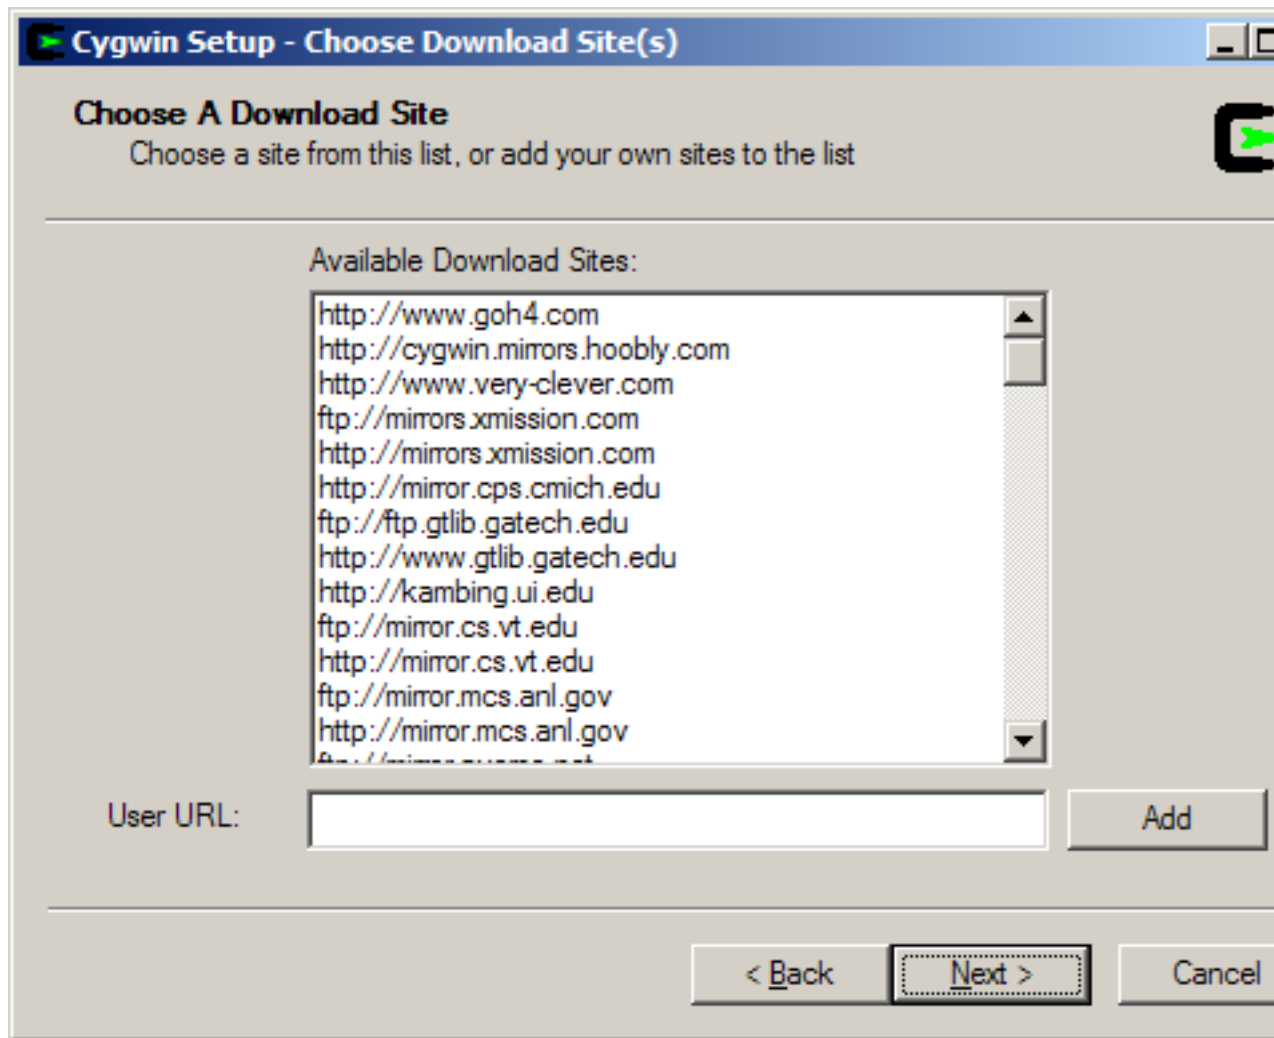 Cygwin Setup - Choose Download Site(s)
Choose A Download Site
Choose a site from this list, or add your own sites to the list
Available Download Sites:
http://www.goh4.com
http://cygwin.mirrors.hoobly.com
http://www.very-clever.com
ftp://mirrors.xmission.com
http://mirrors.xmission.com
http://mirror.cps.cmich.edu
ftp://ftp.gtlib.gatech.edu
http://www.gtlib.gatech.edu
http://kambing.ui.edu
ftp://mirror.cs.vt.edu
http://mirror.cs.vt.edu
ftp://mirror.mcs.anl.gov
http://mirror.mcs.anl.gov
User URL:
Add
< Back
Next >
Cancel